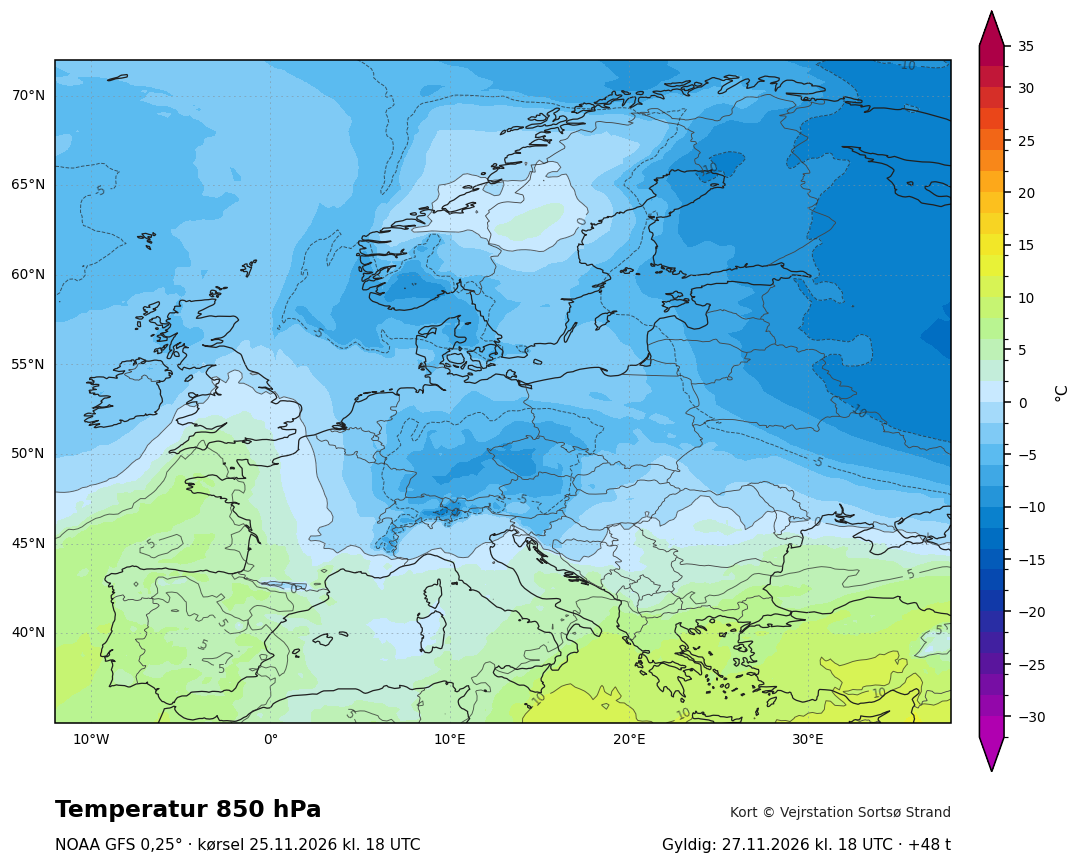 70°N
65°N
60°N
55°N
50°N
45°N
40°N
10°W
0°
10°E
20°E
30°E
35
30
25
20
15
10
5
0
−5
−10
−15
−20
−25
−30
°C
Temperatur 850 hPa
Kort © Vejrstation Sortsø Strand
NOAA GFS 0,25° · kørsel 25.11.2026 kl. 18 UTC
Gyldig: 27.11.2026 kl. 18 UTC · +48 t